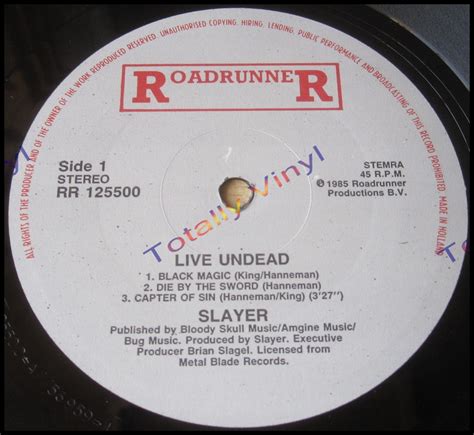 ALL RIGHTS OF THE PRODUCER AND OF THE OWNER OF THE WORK REPRODUCED RESERVED. UNAUTHORISED COPYING, HIRING, LENDING, PUBLIC PERFORMANCE AND BROADCASTING OF THIS RECORD PROHIBITED MADE IN HOLLAND
ROADRUNNER
Side 1
STEREO
RR 125500
STEMRA
45 R.P.M.
℗1985 Roadrunner
Productions B.V.
Totally Vinyl
Totally Vinyl
Totally Vinyl
LIVE UNDEAD
1. BLACK MAGIC (King/Hanneman)
2. DIE BY THE SWORD (Hanneman)
3. CAPTER OF SIN (Hanneman/King) (3'27")
SLAYER
Published by Bloody Skull Music/Amgine Music/
Bug Music. Produced by Slayer. Executive
Producer Brian Slagel. Licensed from
Metal Blade Records.